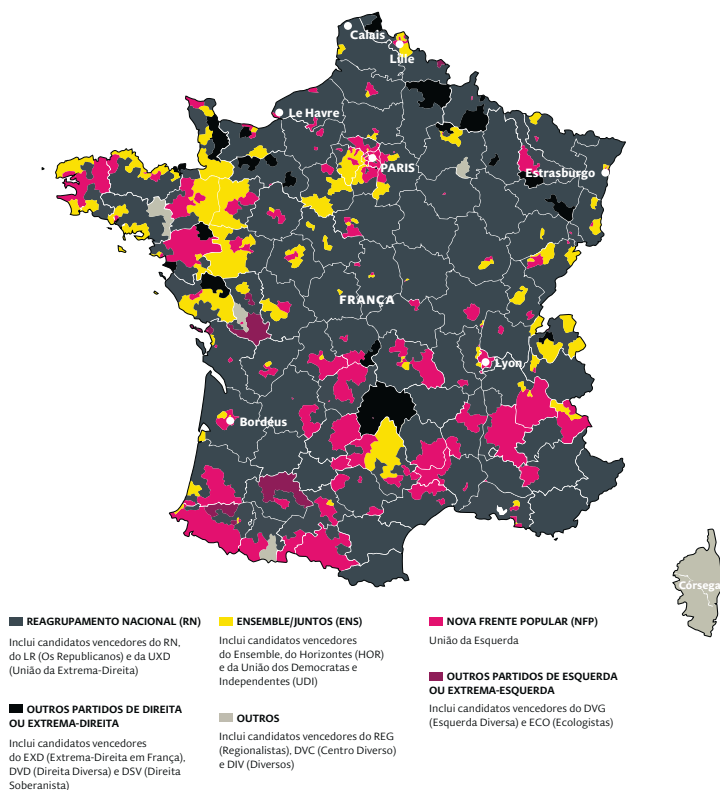 Calais
Lille
Le Havre
PARIS
Estrasburgo
FRANÇA
Lyon
Bordéus
Córsega
REAGRUPAMENTO NACIONAL (RN)
Inclui candidatos vencedores do RN,
do LR (Os Republicanos) e da UXD
(União da Extrema-Direita)
OUTROS PARTIDOS DE DIREITA
OU EXTREMA-DIREITA
Inclui candidatos vencedores
do EXD (Extrema-Direita em França),
DVD (Direita Diversa) e DSV (Direita
Soberanista)
ENSEMBLE/JUNTOS (ENS)
Inclui candidatos vencedores
do Ensemble, do Horizontes (HOR)
e da União dos Democratas e
Independentes (UDI)
OUTROS
Inclui candidatos vencedores do REG
(Regionalistas), DVC (Centro Diverso)
e DIV (Diversos)
NOVA FRENTE POPULAR (NFP)
União da Esquerda
OUTROS PARTIDOS DE ESQUERDA
OU EXTREMA-ESQUERDA
Inclui candidatos vencedores do DVG
(Esquerda Diversa) e ECO (Ecologistas)